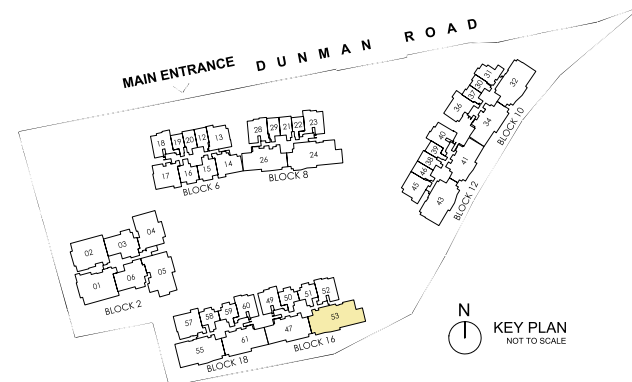 DUNMAN ROAD
MAIN ENTRANCE
18 19 20 12 13
17 16 15 14
BLOCK 6
28 29 21 22 23
26 24
BLOCK 8
36 37 30 31 32
34
BLOCK 10
40 39 38 46 45
41
43
BLOCK 12
02 03 04
01 06 05
BLOCK 2
57 58 59 60
55 61
BLOCK 18
49 50 51 52
47 53
BLOCK 16
N
KEY PLAN
NOT TO SCALE